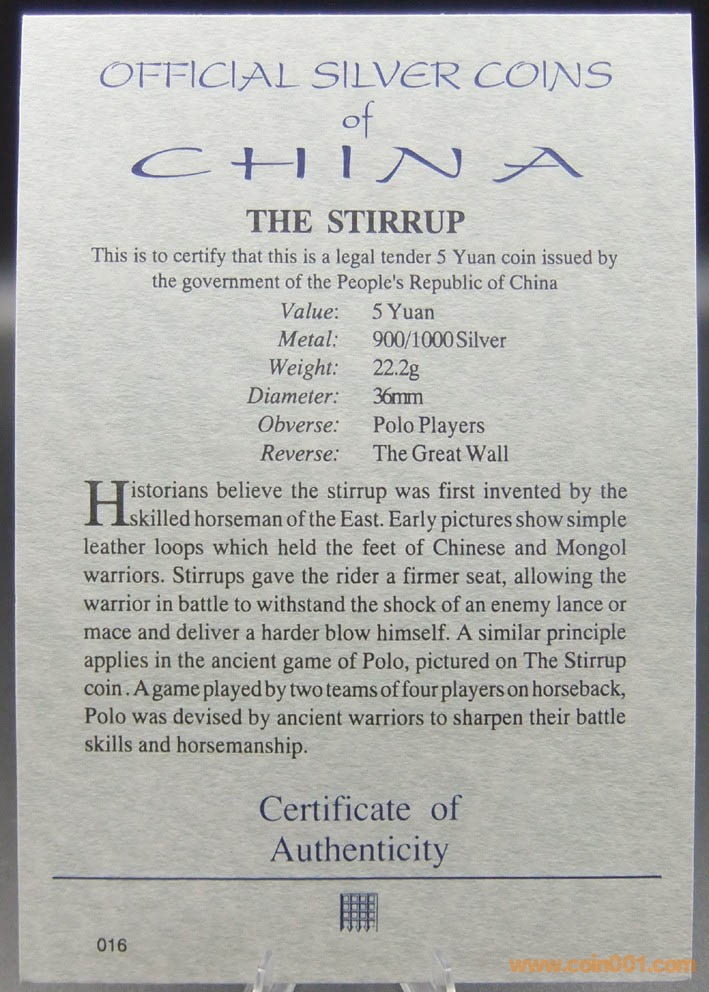 OFFICIAL SILVER COINS
of
CHINA
THE STIRRUP
This is to certify that this is a legal tender 5 Yuan coin issued by
the government of the People's Republic of China
Value: 5 Yuan
Metal: 900/1000 Silver
Weight: 22.2g
Diameter: 36mm
Obverse: Polo Players
Reverse: The Great Wall
Historians believe the stirrup was first invented by the
skilled horseman of the East. Early pictures show simple
leather loops which held the feet of Chinese and Mongol
warriors. Stirrups gave the rider a firmer seat, allowing the
warrior in battle to withstand the shock of an enemy lance or
mace and deliver a harder blow himself. A similar principle
applies in the ancient game of Polo, pictured on The Stirrup
coin. A game played by two teams of four players on horseback,
Polo was devised by ancient warriors to sharpen their battle
skills and horsemanship.
Certificate of
Authenticity
016
www.coin001.com